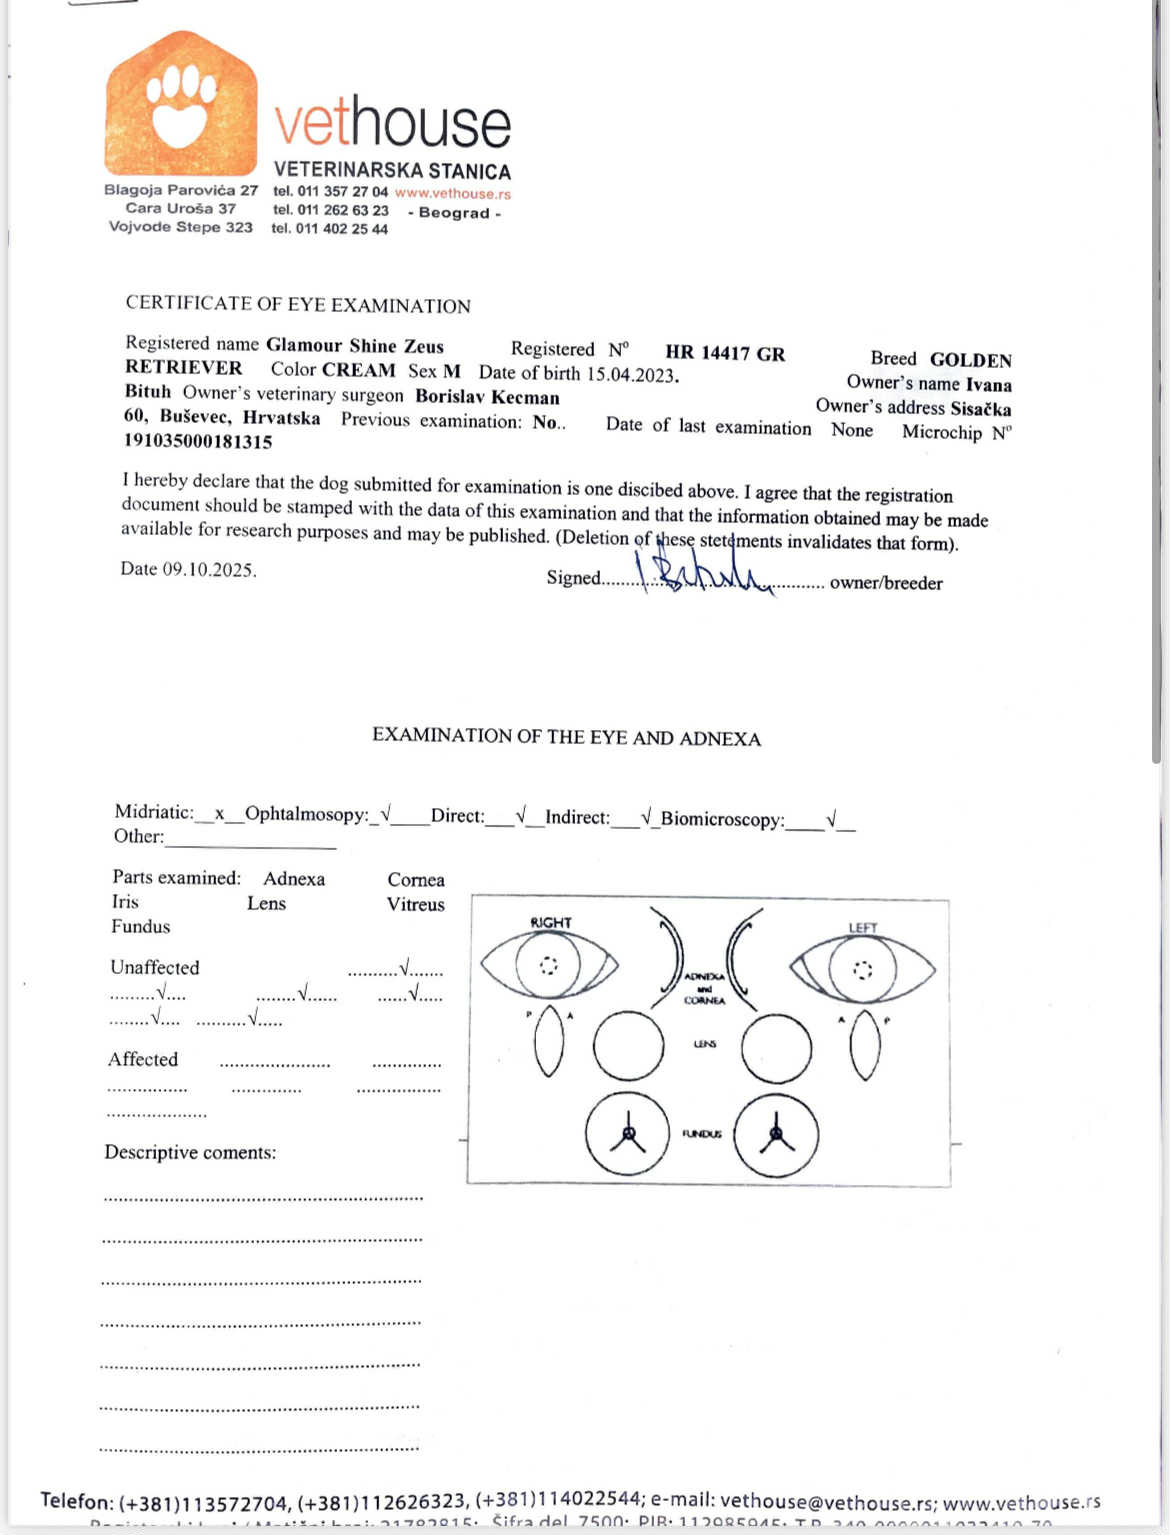 vethouse
VETERINARSKA STANICA
Blagoja Parovića 27 tel. 011 357 27 04 www.vethouse.rs
Cara Uroša 37 tel. 011 262 63 23 - Beograd -
Vojvode Stepe 323 tel. 011 402 25 44
CERTIFICATE OF EYE EXAMINATION
Registered name Glamour Shine Zeus Registered Nº HR 14417 GR Breed GOLDEN
RETRIEVER Color CREAM Sex M Date of birth 15.04.2023. Owner's name Ivana
Bituh Owner's veterinary surgeon Borislav Kecman Owner's address Sisačka
60, Buševec, Hrvatska Previous examination: No.. Date of last examination None Microchip Nº
191035000181315
I hereby declare that the dog submitted for examination is one discibed above. I agree that the registration
document should be stamped with the data of this examination and that the information obtained may be made
available for research purposes and may be published. (Deletion of these stetements invalidates that form).
Date 09.10.2025. Signed.................................... owner/breeder
EXAMINATION OF THE EYE AND ADNEXA
Midriatic:__x__Ophtalmosopy:_√____Direct:___√__Indirect:___√_Biomicroscopy:____√__
Other:_________________
Parts examined: Adnexa Cornea
Iris Lens Vitreus
Fundus
Unaffected ..........√.......
.........√.... ........√...... ......√.....
........√.... ..........√.....
Affected ...................... ..............
................ .............. .................
....................
Descriptive coments:
RIGHT LEFT
ADNEXA
and
CORNEA
P A A P
LENS
FUNDUS
Telefon: (+381)113572704, (+381)112626323, (+381)114022544; e-mail: vethouse@vethouse.rs; www.vethouse.rs